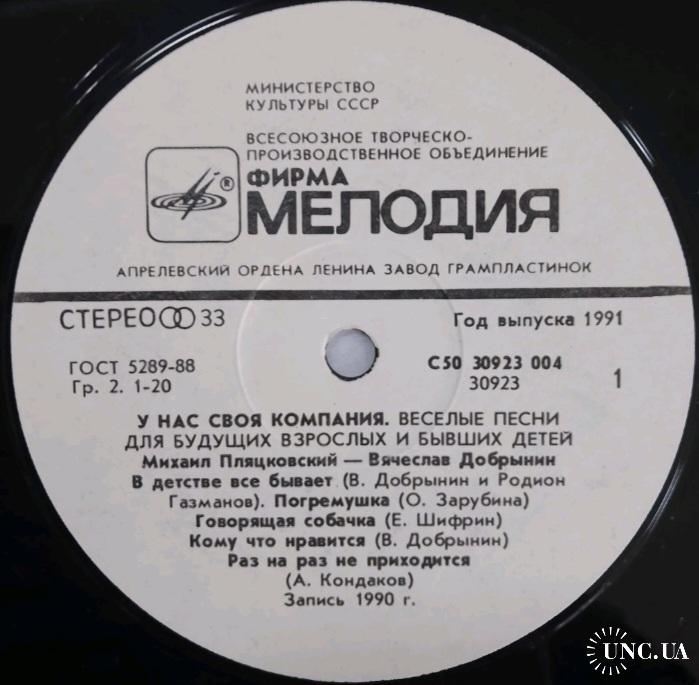 МИНИСТЕРСТВО
КУЛЬТУРЫ СССР
ВСЕСОЮЗНОЕ ТВОРЧЕСКО-
ПРОИЗВОДСТВЕННОЕ ОБЪЕДИНЕНИЕ
®
ФИРМА
МЕЛОДИЯ
АПРЕЛЕВСКИЙ ОРДЕНА ЛЕНИНА ЗАВОД ГРАМПЛАСТИНОК
СТЕРЕО 33
Год выпуска 1991
ГОСТ 5289-88
Гр. 2. 1-20
С50 30923 004
30923
1
У НАС СВОЯ КОМПАНИЯ. ВЕСЕЛЫЕ ПЕСНИ
ДЛЯ БУДУЩИХ ВЗРОСЛЫХ И БЫВШИХ ДЕТЕЙ
Михаил Пляцковский — Вячеслав Добрынин
В детстве все бывает (В. Добрынин и Родион
Газманов). Погремушка (О. Зарубина)
Говорящая собачка (Е. Шифрин)
Кому что нравится (В. Добрынин)
Раз на раз не приходится
(А. Кондаков)
Запись 1990 г.
UNC.UA